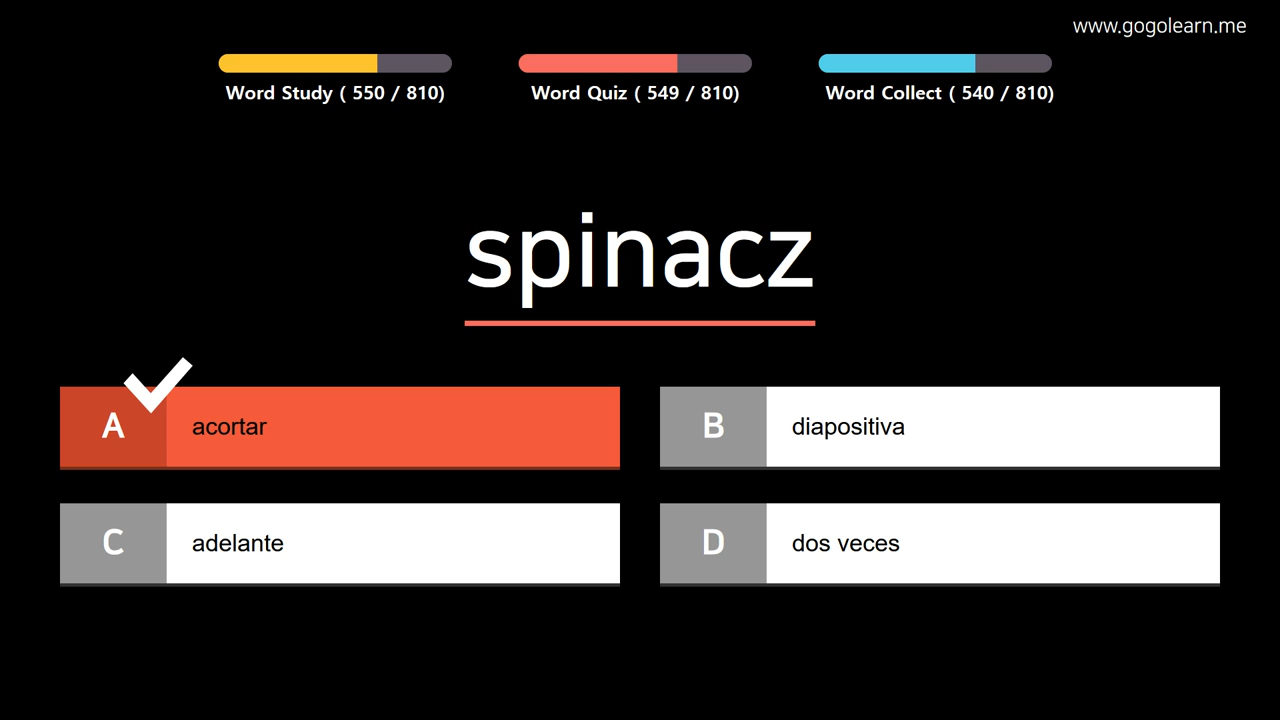 www.gogolearn.me
Word Study ( 550 / 810)
Word Quiz ( 549 / 810)
Word Collect ( 540 / 810)
spinacz
A acortar
B diapositiva
C adelante
D dos veces